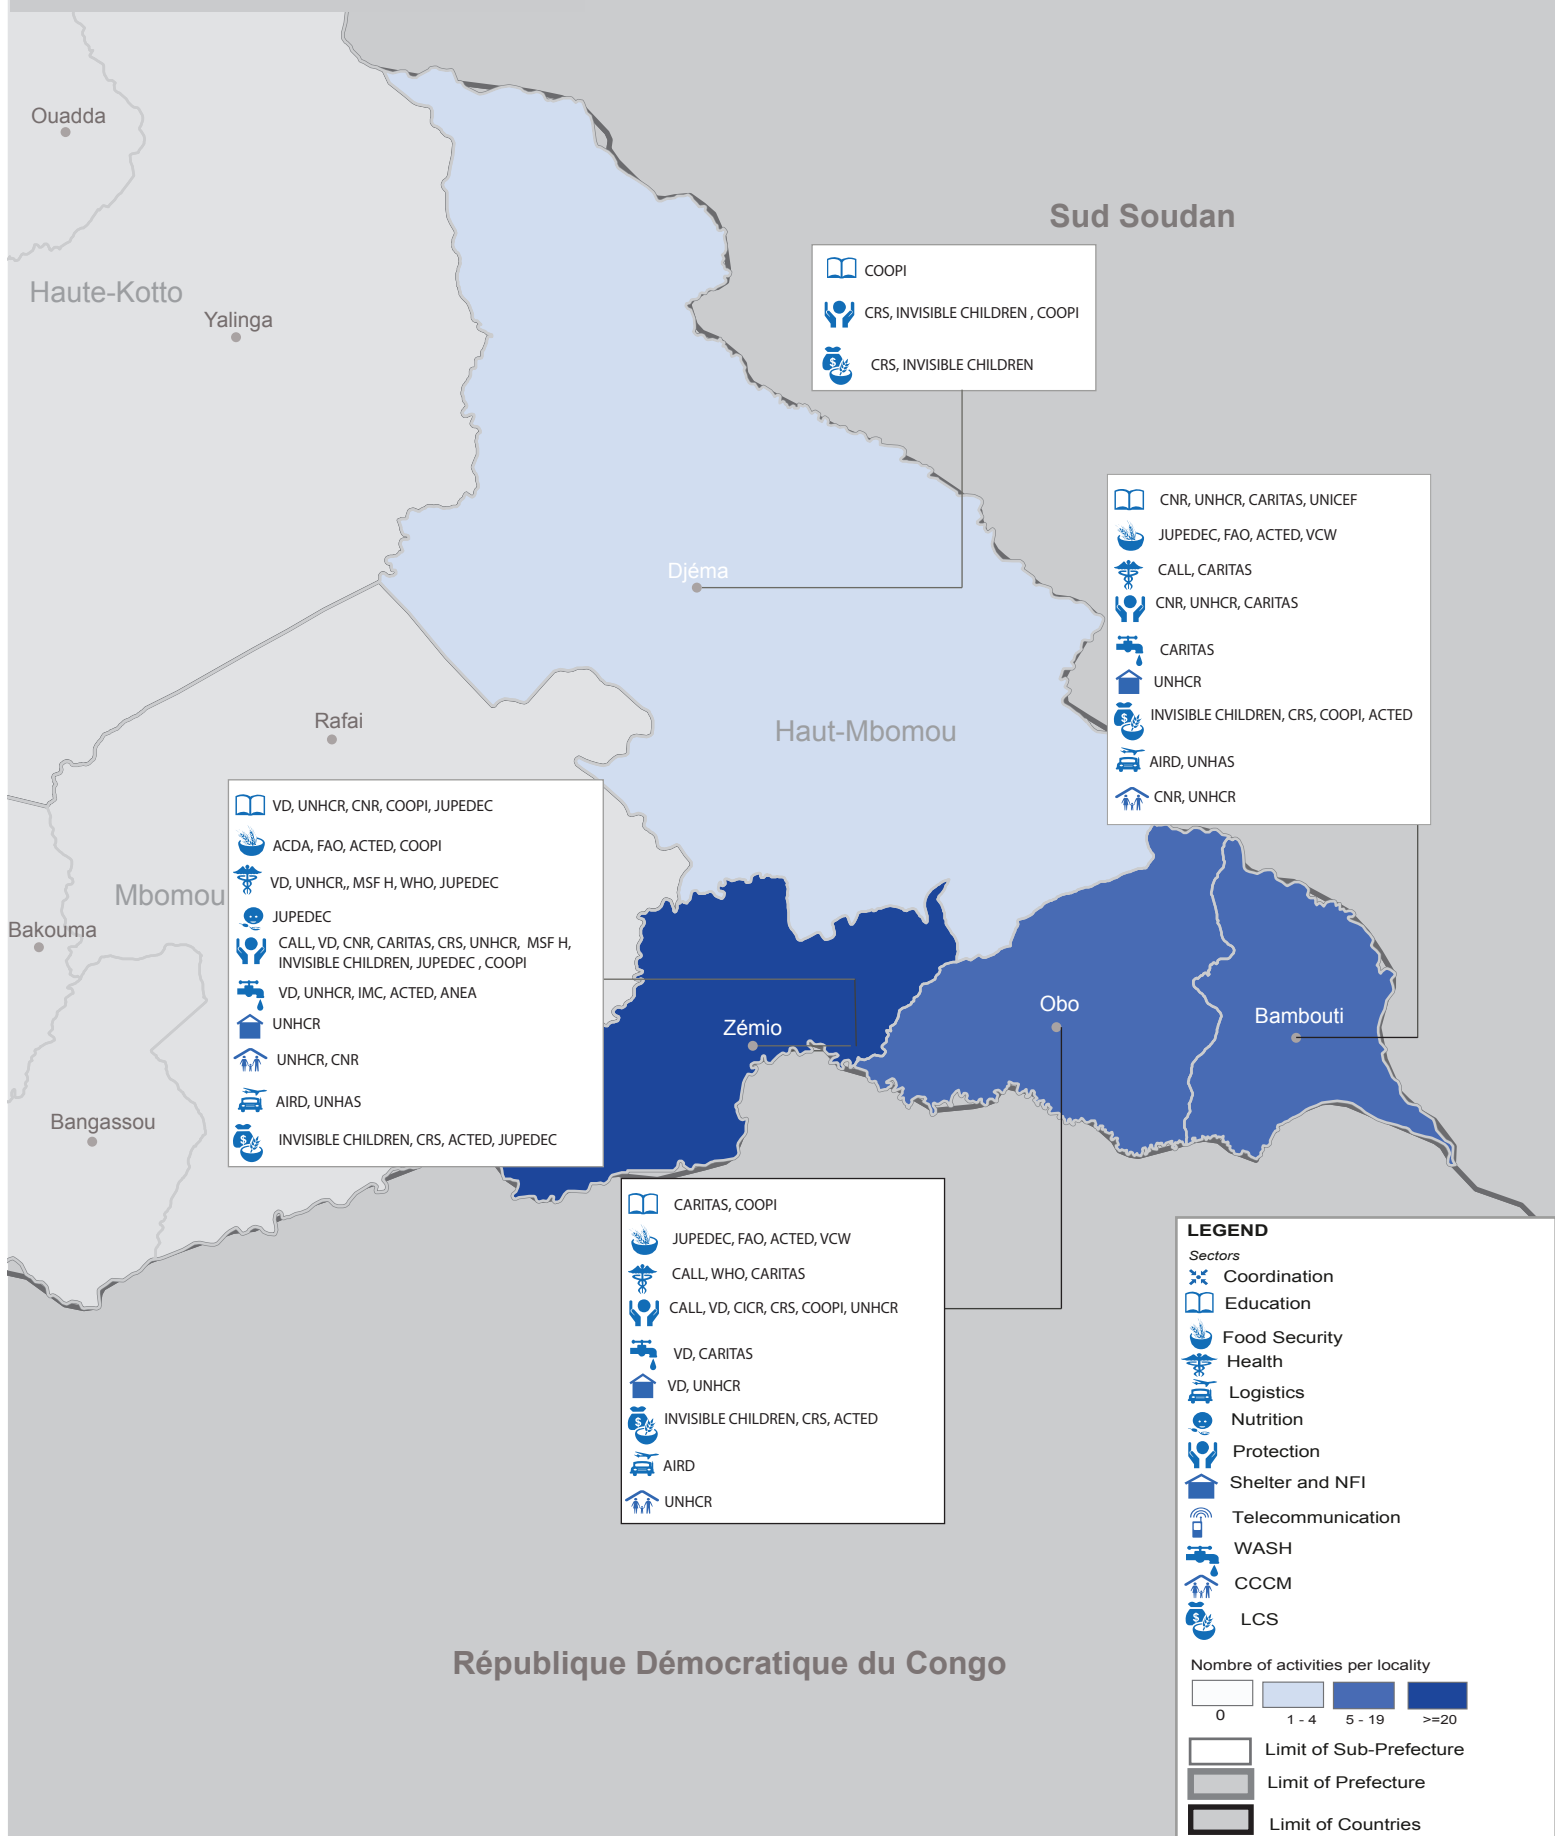 Ouadda
Sud Soudan
COOPI
CRS, INVISIBLE CHILDREN , COOPI
CRS, INVISIBLE CHILDREN
Haute-Kotto
Yalinga
CNR, UNHCR, CARITAS, UNICEF
JUPEDEC, FAO, ACTED, VCW
CALL, CARITAS
CNR, UNHCR, CARITAS
CARITAS
UNHCR
INVISIBLE CHILDREN, CRS, COOPI, ACTED
AIRD, UNHAS
CNR, UNHCR
Djéma
Rafai
Haut-Mbomou
VD, UNHCR, CNR, COOPI, JUPEDEC
ACDA, FAO, ACTED, COOPI
VD, UNHCR,, MSF H, WHO, JUPEDEC
JUPEDEC
CALL, VD, CNR, CARITAS, CRS, UNHCR, MSF H,
INVISIBLE CHILDREN, JUPEDEC , COOPI
VD, UNHCR, IMC, ACTED, ANEA
UNHCR
UNHCR, CNR
AIRD, UNHAS
INVISIBLE CHILDREN, CRS, ACTED, JUPEDEC
Mbomou
Bakouma
Bangassou
Zémio
Obo
Bambouti
CARITAS, COOPI
JUPEDEC, FAO, ACTED, VCW
CALL, WHO, CARITAS
CALL, VD, CICR, CRS, COOPI, UNHCR
VD, CARITAS
VD, UNHCR
INVISIBLE CHILDREN, CRS, ACTED
AIRD
UNHCR
République Démocratique du Congo
LEGEND
Sectors
Coordination
Education
Food Security
Health
Logistics
Nutrition
Protection
Shelter and NFI
Telecommunication
WASH
CCCM
LCS
Nombre of activities per locality
0 1 - 4 5 - 19 >=20
Limit of Sub-Prefecture
Limit of Prefecture
Limit of Countries